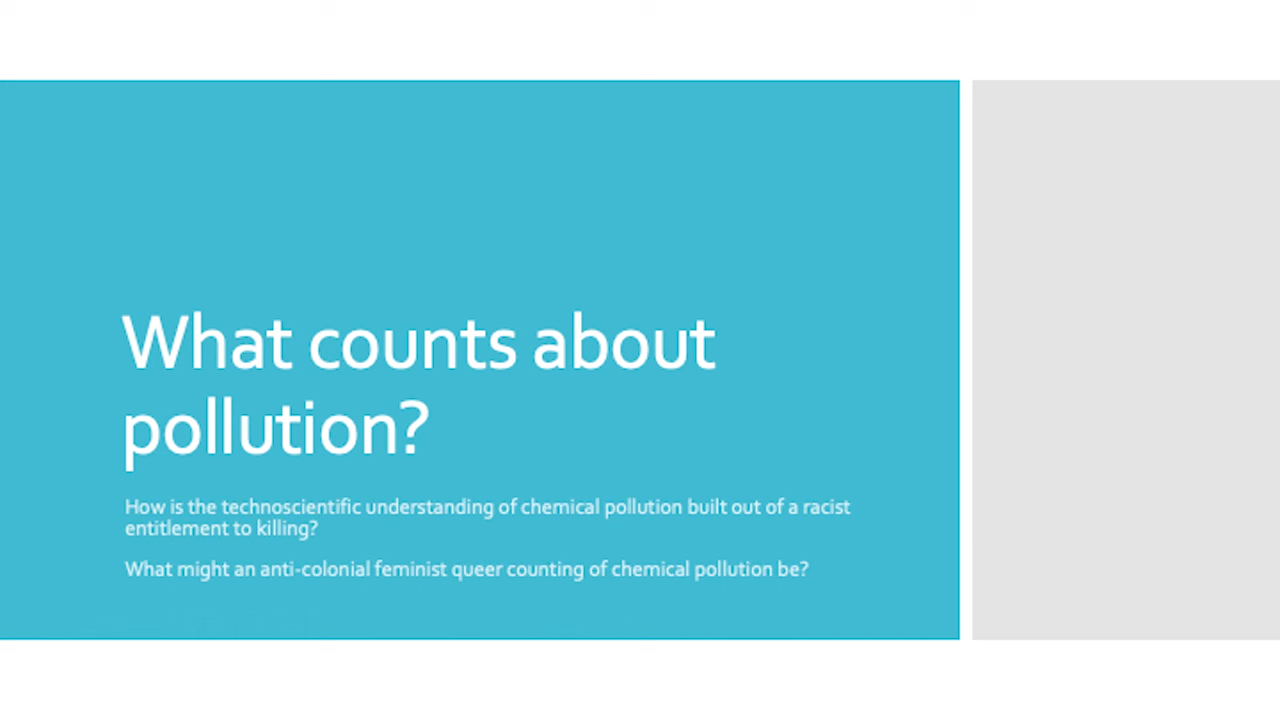 What counts about
pollution?
How is the technoscientific understanding of chemical pollution built out of a racist
entitlement to killing?
What might an anti-colonial feminist queer counting of chemical pollution be?